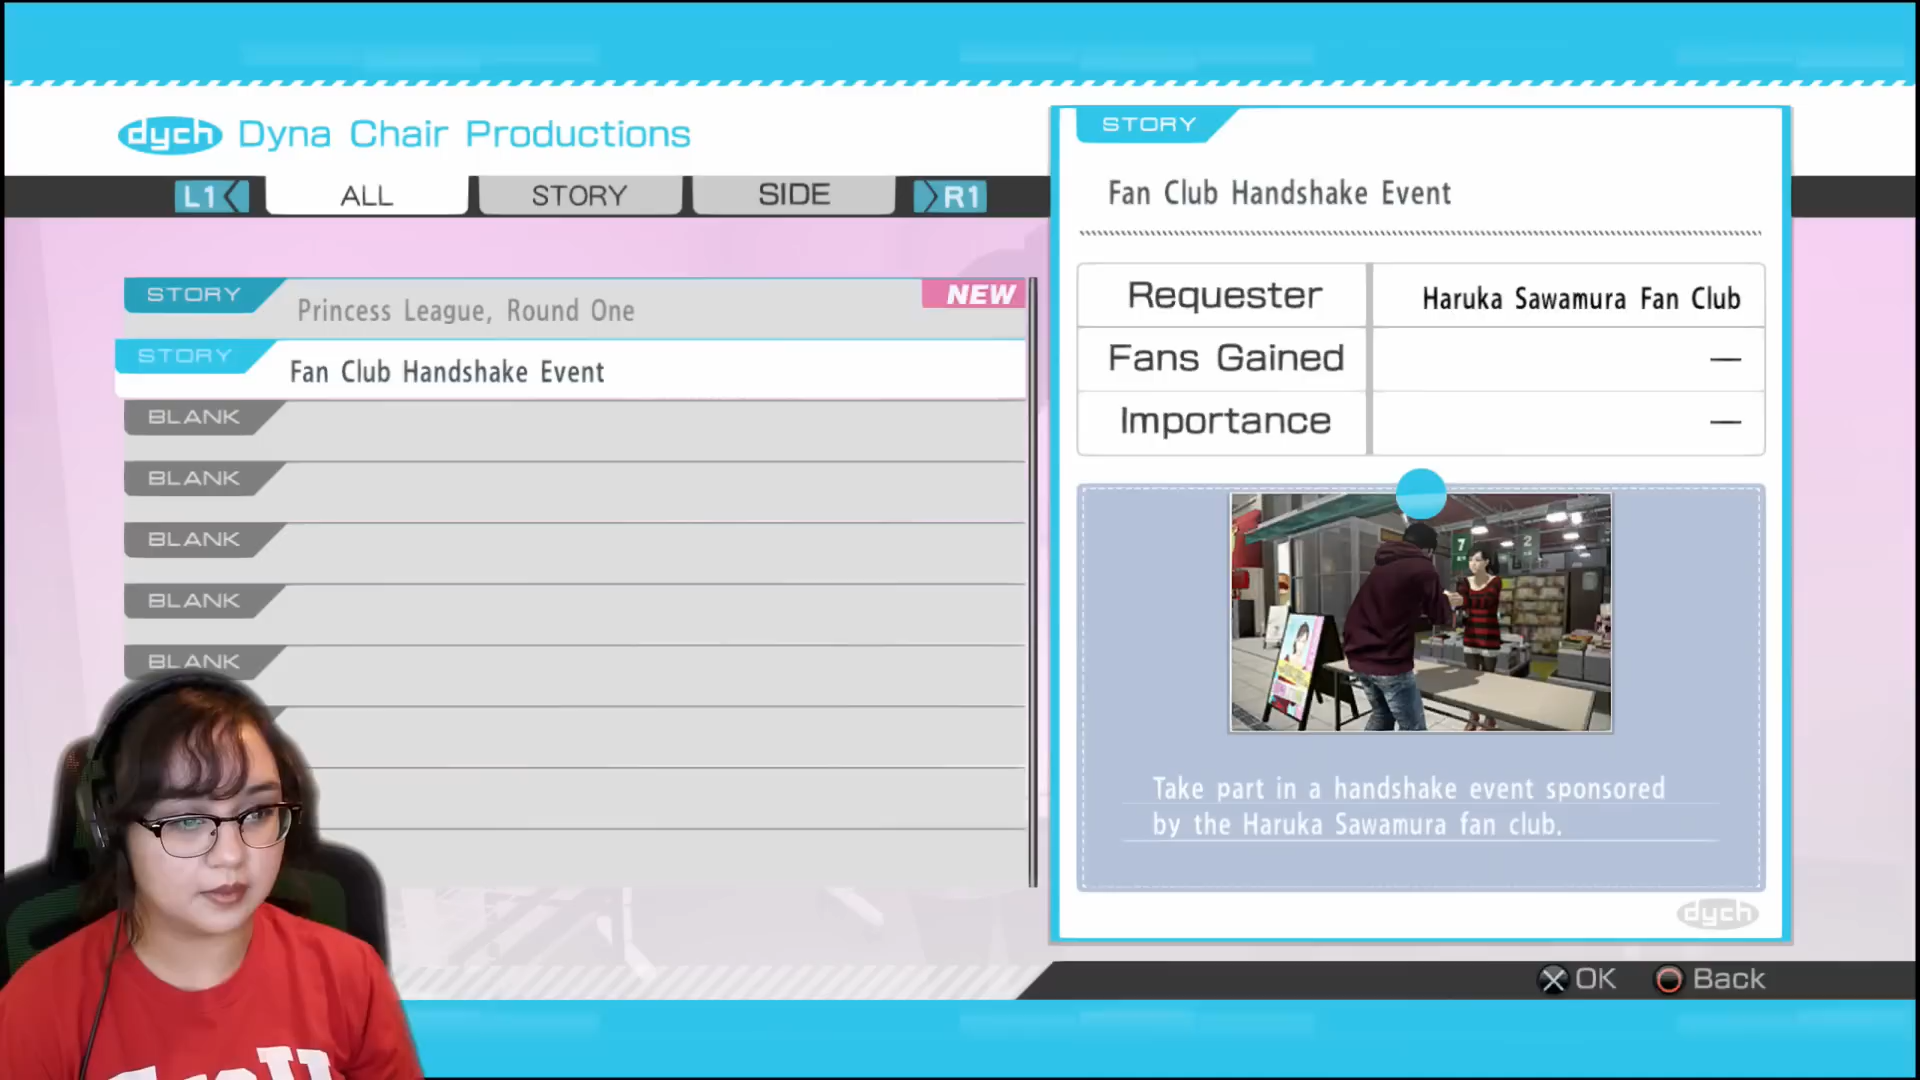 dych Dyna Chair Productions
L1 ALL STORY SIDE R1
STORY Princess League, Round One NEW
STORY Fan Club Handshake Event
BLANK
BLANK
BLANK
BLANK
BLANK
STORY
Fan Club Handshake Event
Requester Haruka Sawamura Fan Club
Fans Gained —
Importance —
7 2
Take part in a handshake event sponsored
by the Haruka Sawamura fan club.
dych
OK Back